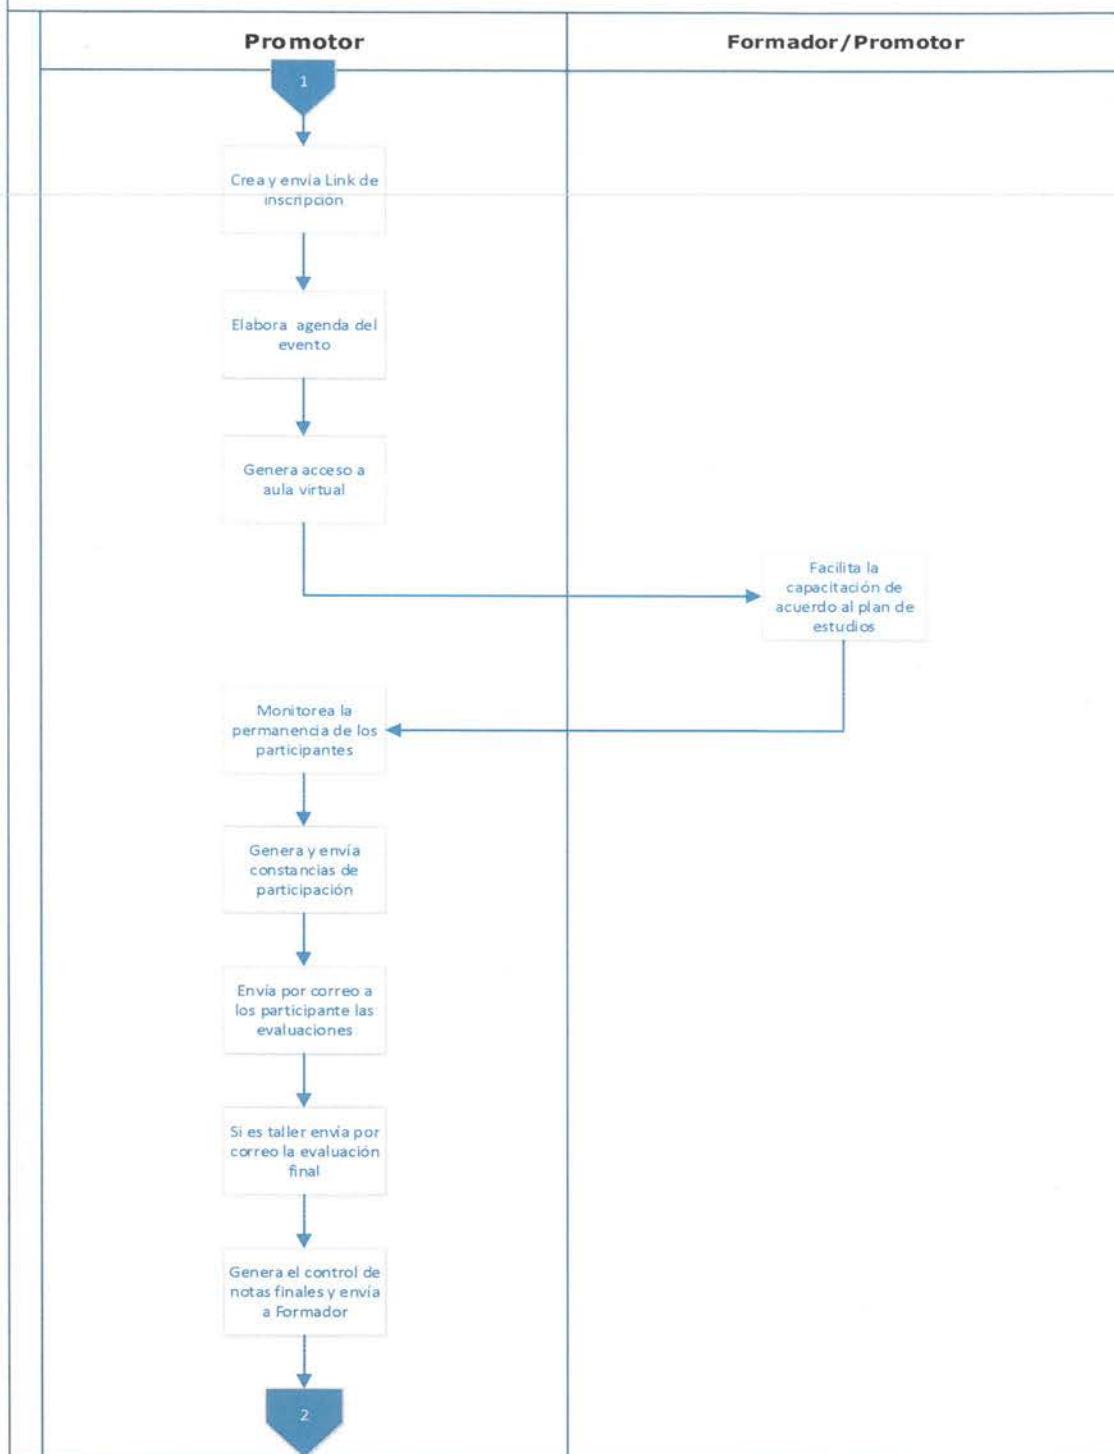 Promotor
Formador/Promotor
1
Crea y envía Link de
inscripción
Elabora agenda del
evento
Genera acceso a
aula virtual
Facilita la
capacitación de
acuerdo al plan de
estudios
Monitorea la
permanencia de los
participantes
Genera y envía
constancias de
participación
Envía por correo a
los participante las
evaluaciones
Si es taller envía por
correo la evaluación
final
Genera el control de
notas finales y envía
a Formador
2